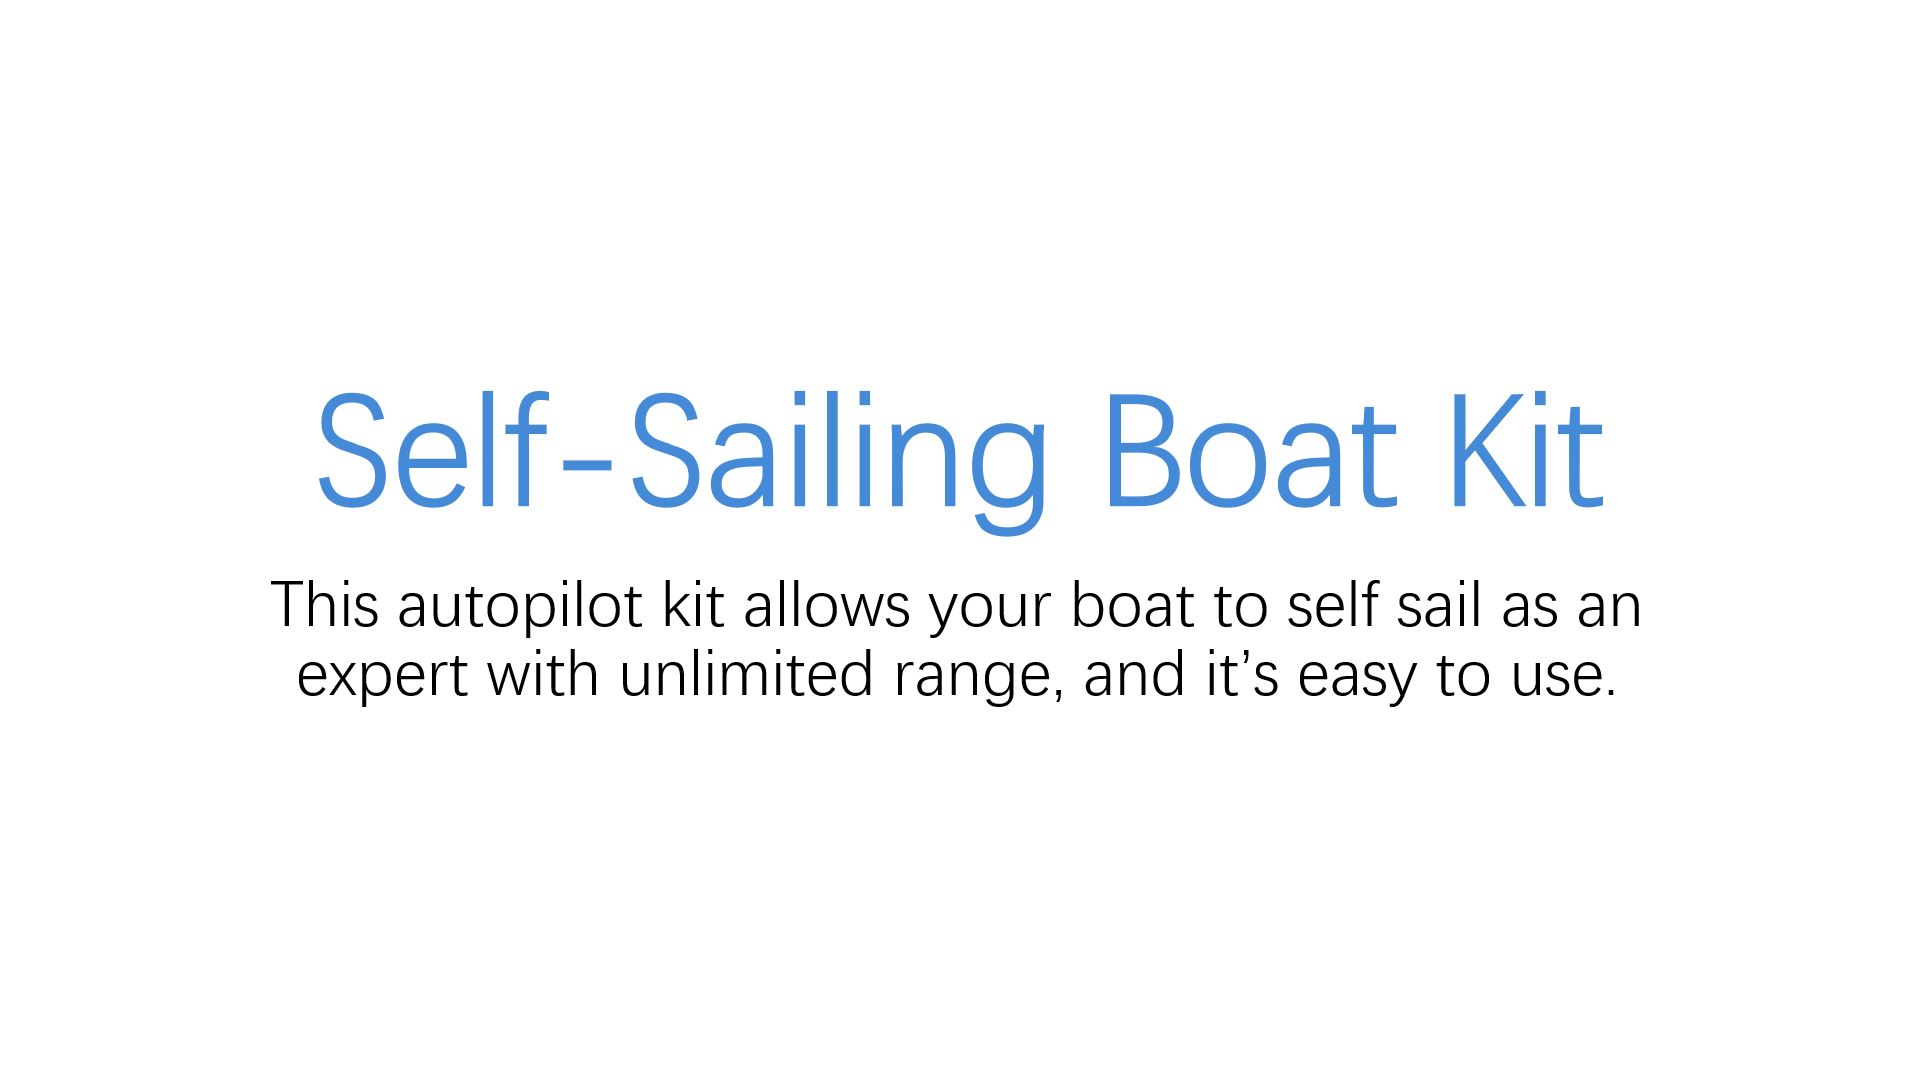 Self-Sailing Boat Kit
This autopilot kit allows your boat to self sail as an
expert with unlimited range, and it’s easy to use.